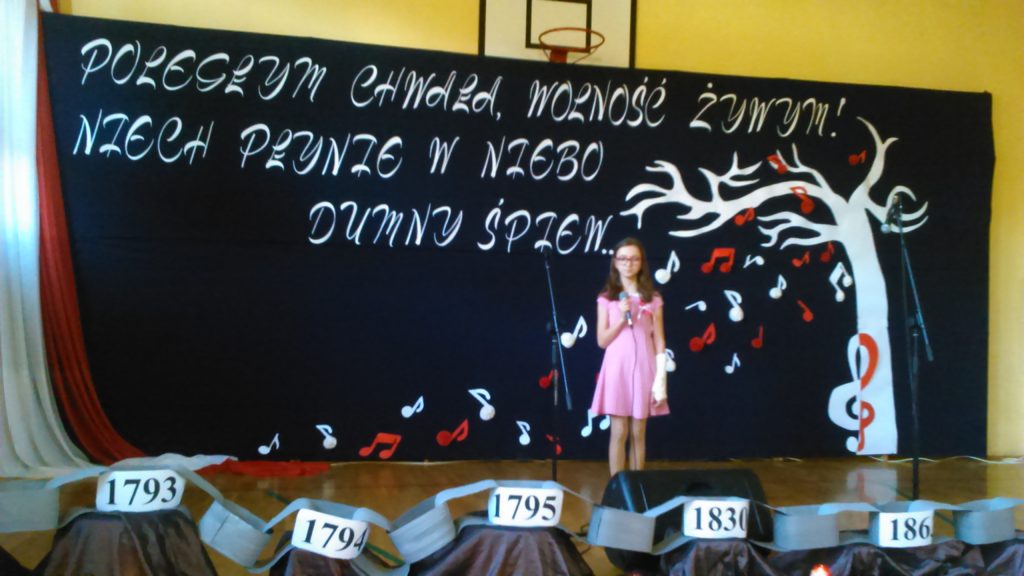 POLEGŁYM CHWAŁA, WOLNOŚĆ ŻYWYM!
NIECH PŁYNIE W NIEBO
DUMNY ŚPIEW...
1793
1794
1795
1830